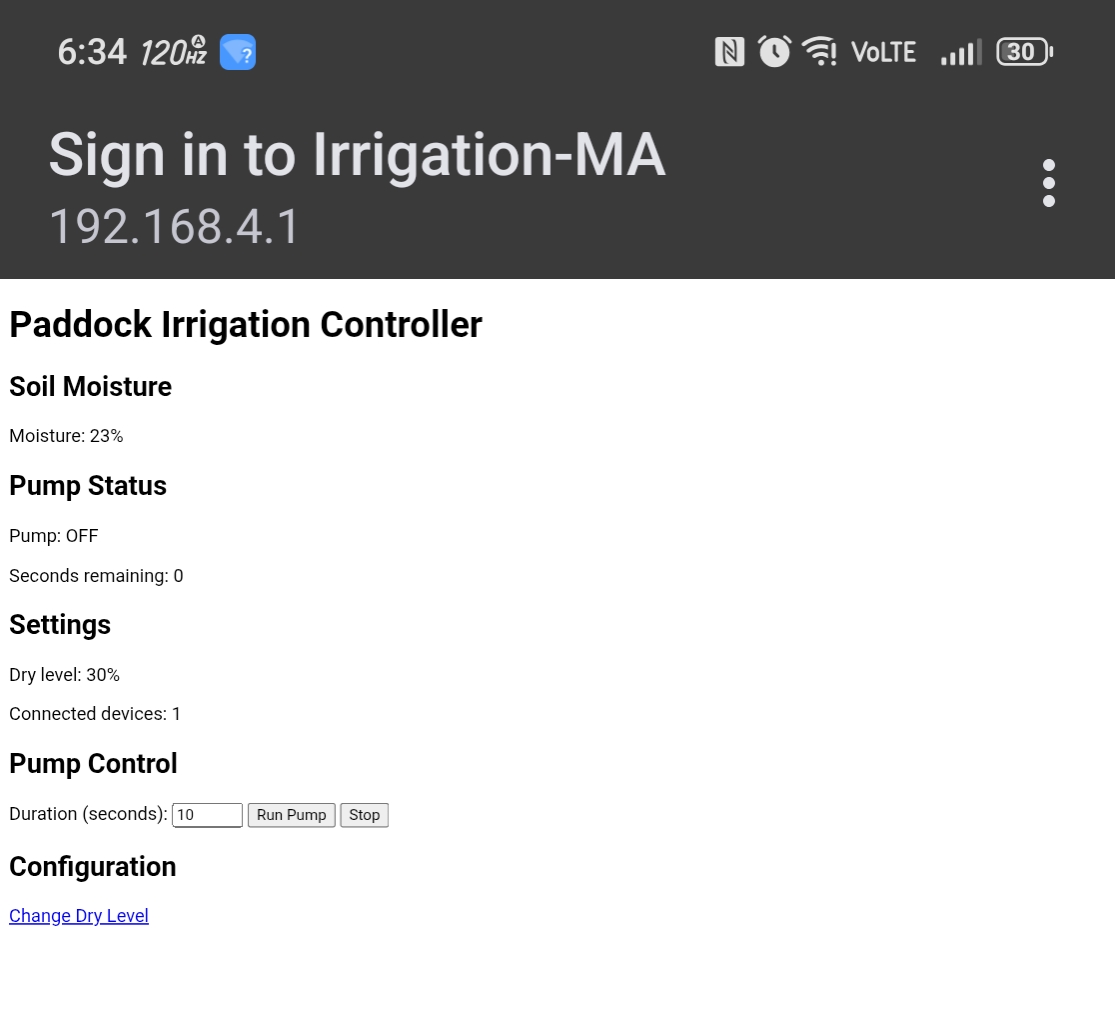 6:34 120Hz A ? VoLTE 30
Sign in to Irrigation-MA
192.168.4.1
Paddock Irrigation Controller
Soil Moisture
Moisture: 23%
Pump Status
Pump: OFF
Seconds remaining: 0
Settings
Dry level: 30%
Connected devices: 1
Pump Control
Duration (seconds): 10 Run Pump Stop
Configuration
Change Dry Level